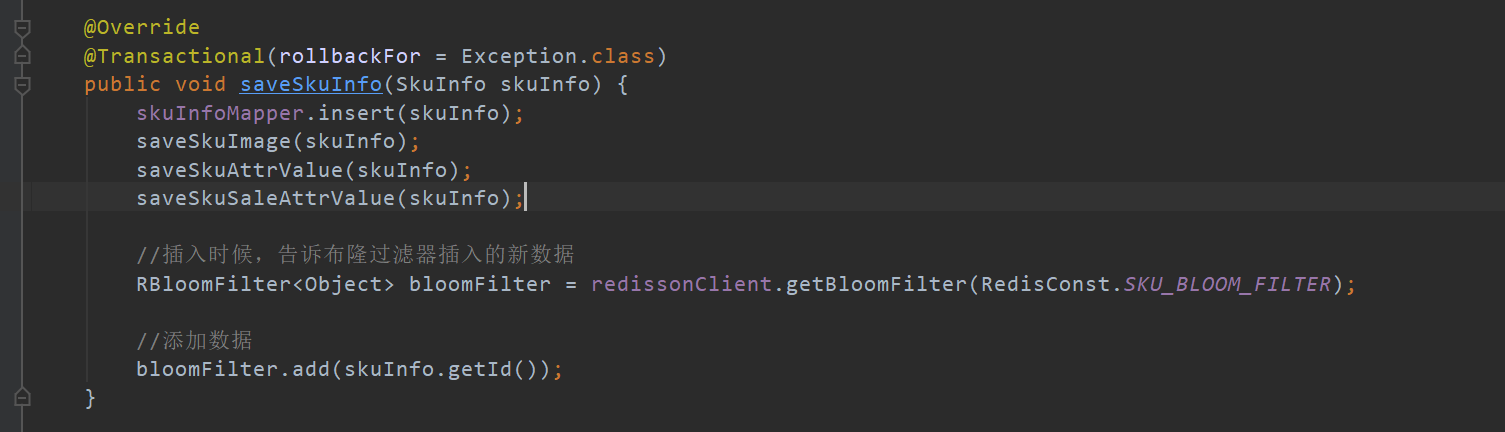 @Override
@Transactional(rollbackFor = Exception.class)
public void saveSkuInfo(SkuInfo skuInfo) {
skuInfoMapper.insert(skuInfo);
saveSkuImage(skuInfo);
saveSkuAttrValue(skuInfo);
saveSkuSaleAttrValue(skuInfo);
//插入时候，告诉布隆过滤器插入的新数据
RBloomFilter<Object> bloomFilter = redissonClient.getBloomFilter(RedisConst.SKU_BLOOM_FILTER);
//添加数据
bloomFilter.add(skuInfo.getId());
}